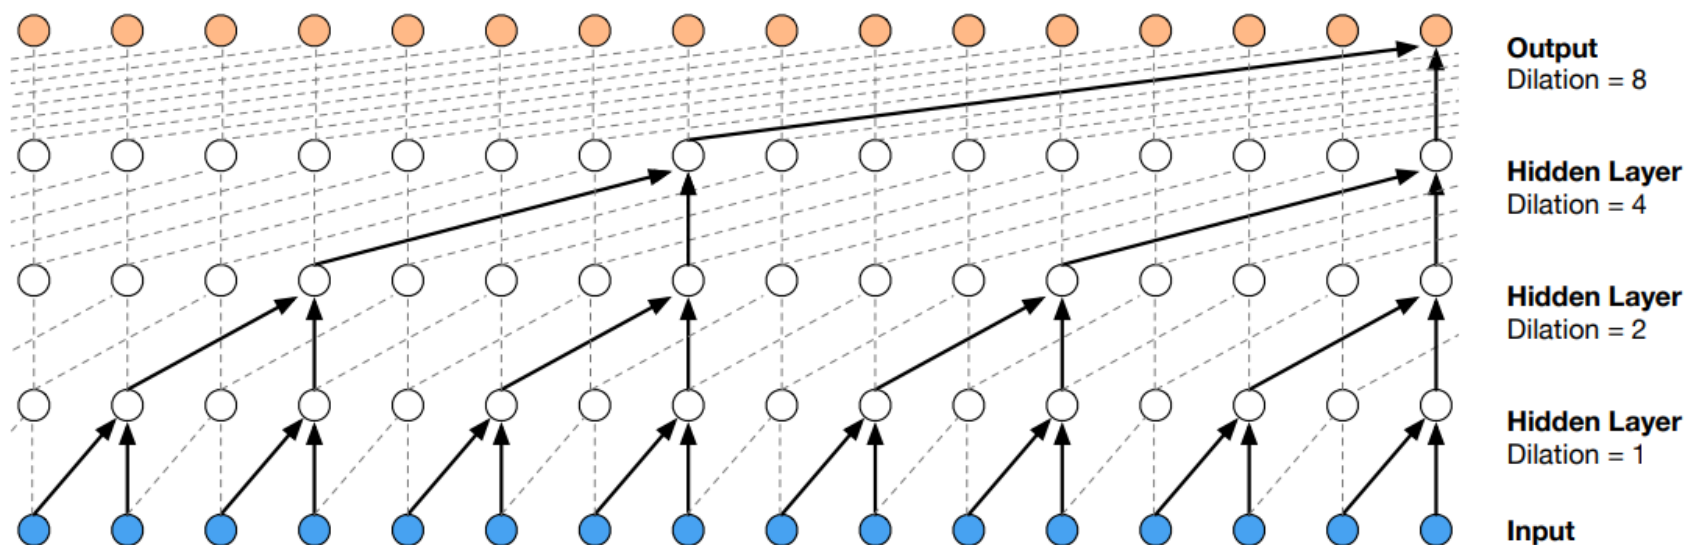 Output
Dilation = 8
Hidden Layer
Dilation = 4
Hidden Layer
Dilation = 2
Hidden Layer
Dilation = 1
Input